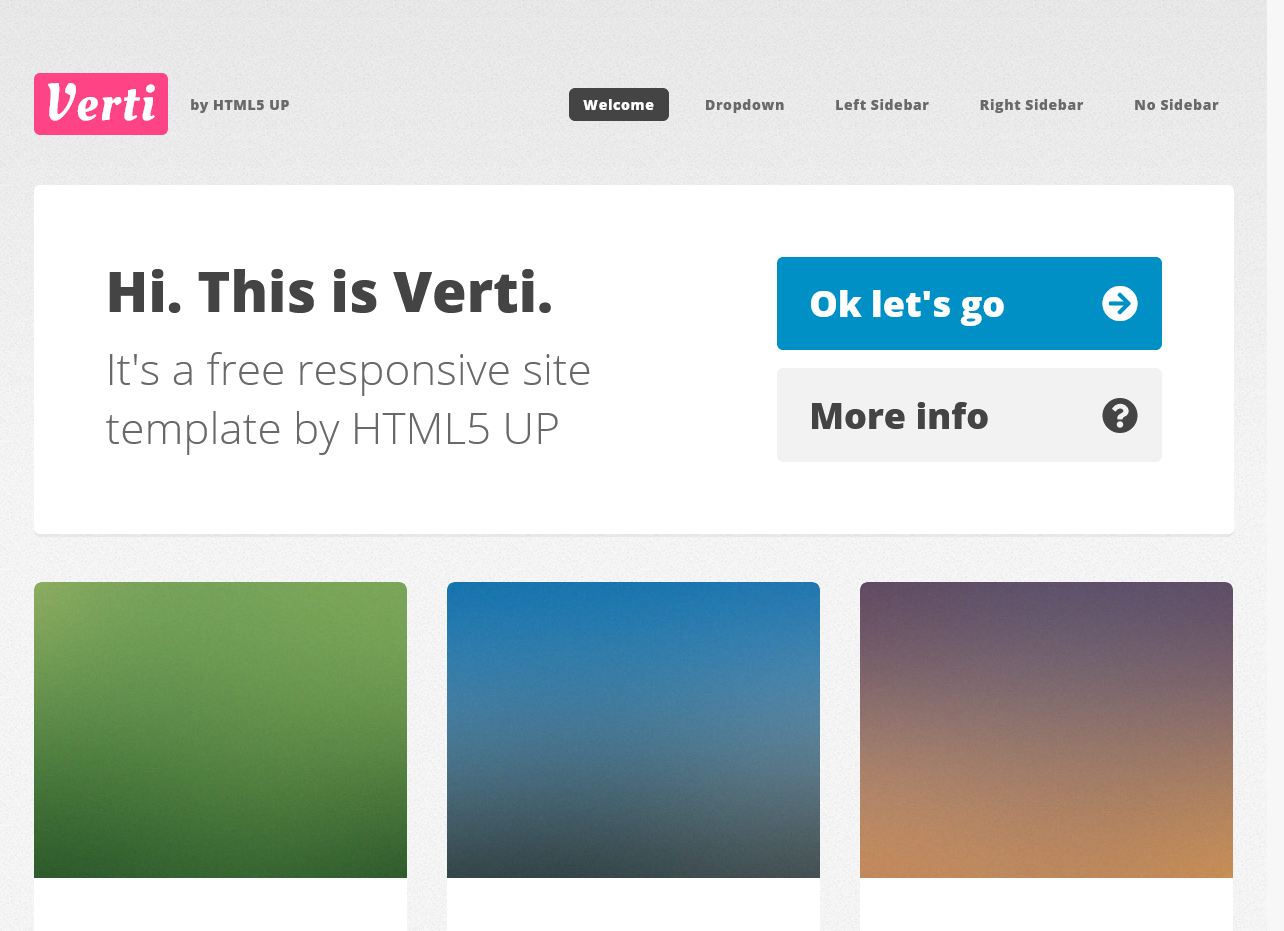 Verti
by HTML5 UP
Welcome
Dropdown
Left Sidebar
Right Sidebar
No Sidebar
Hi. This is Verti.
It's a free responsive site
template by HTML5 UP
Ok let's go
More info